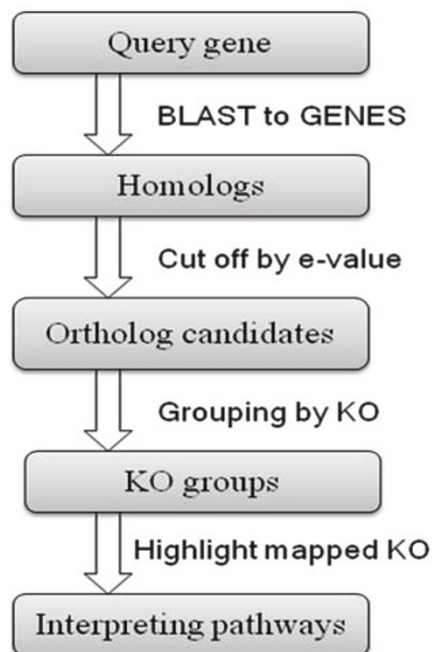 Query gene
BLAST to GENES
Homologs
Cut off by e-value
Ortholog candidates
Grouping by KO
KO groups
Highlight mapped KO
Interpreting pathways